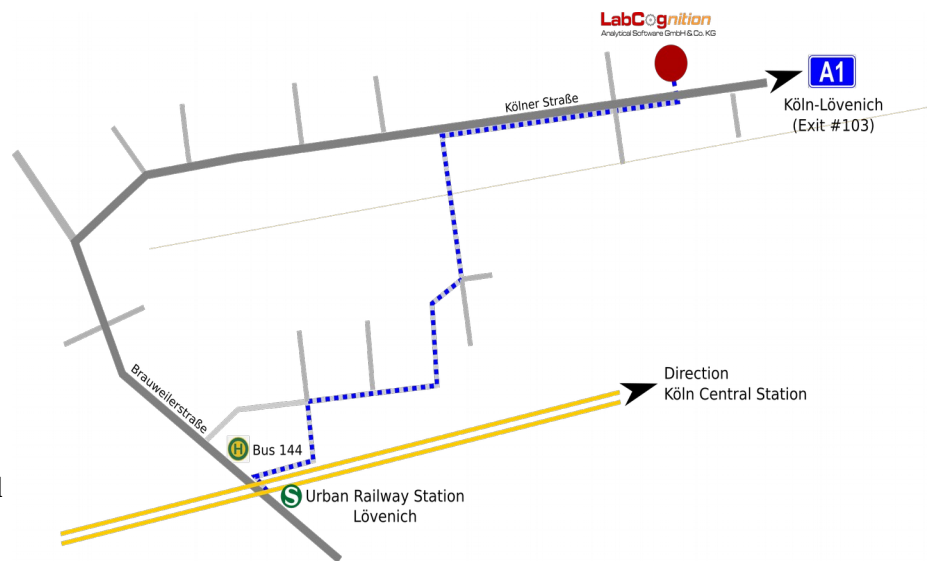 LabCognition
Analytical Software GmbH & Co. KG
A1
Kölner Straße
Köln-Lövenich
(Exit #103)
Direction
Köln Central Station
Brauweilerstraße
H
Bus 144
S
Urban Railway Station
Lövenich